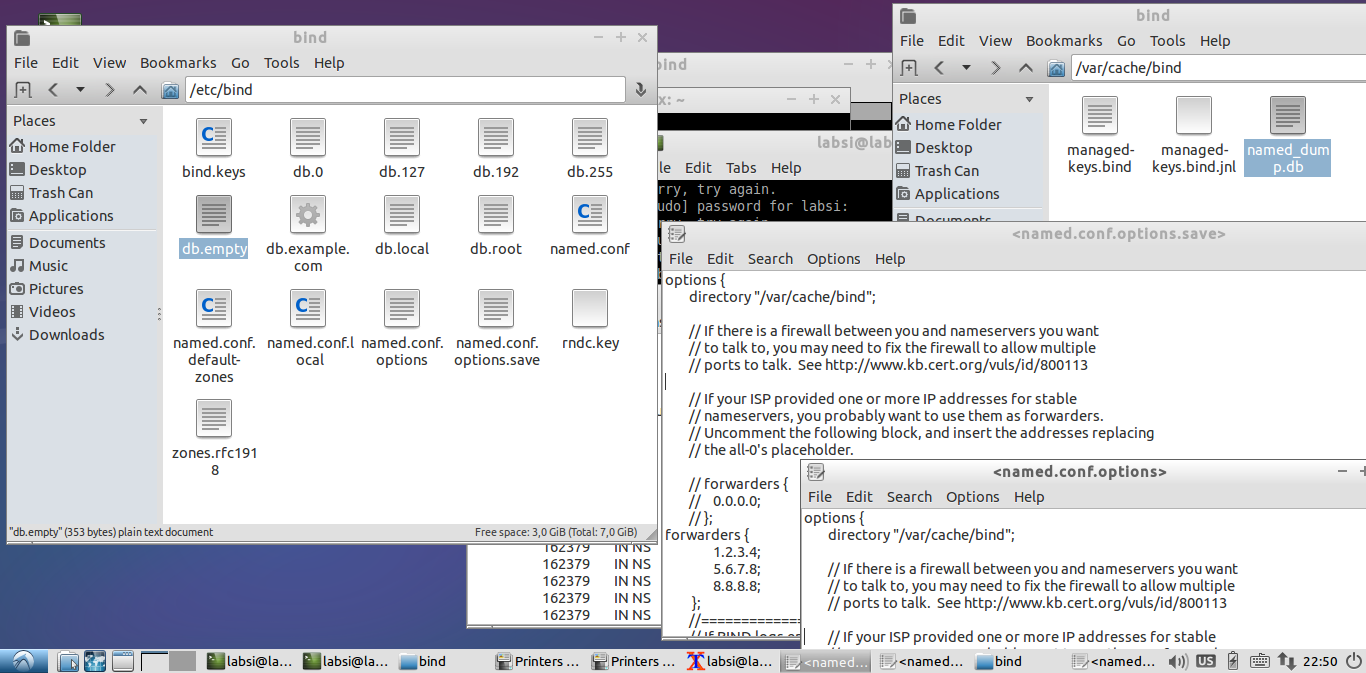 bind
File Edit View Bookmarks Go Tools Help
/etc/bind
Places
Home Folder
Desktop
Trash Can
Applications
Documents
Music
Pictures
Videos
Downloads
bind.keys
db.0
db.127
db.192
db.255
db.empty
db.example.
com
db.local
db.root
named.conf
named.conf.
default-
zones
named.conf.l
ocal
named.conf.
options
named.conf.
options.save
rndc.key
zones.rfc191
8
"db.empty" (353 bytes) plain text document
Free space: 3,0 GiB (Total: 7,0 GiB)
162379 IN NS
162379 IN NS
162379 IN NS
162379 IN NS
162379 IN NS
bind
x: ~
labsi@lab
le Edit Tabs Help
rry, try again.
udo] password for labsi:
bind
File Edit View Bookmarks Go Tools Help
/var/cache/bind
Places
Home Folder
Desktop
Trash Can
Applications
Documents
managed-
keys.bind
managed-
keys.bind.jnl
named_dum
p.db
<named.conf.options.save>
File Edit Search Options Help
options {
directory "/var/cache/bind";
// If there is a firewall between you and nameservers you want
// to talk to, you may need to fix the firewall to allow multiple
// ports to talk. See http://www.kb.cert.org/vuls/id/800113
// If your ISP provided one or more IP addresses for stable
// nameservers, you probably want to use them as forwarders.
// Uncomment the following block, and insert the addresses replacing
// the all-0's placeholder.
// forwarders {
// 0.0.0.0;
// };
forwarders {
1.2.3.4;
5.6.7.8;
8.8.8.8;
};
//==============
// If BIND logs
<named.conf.options>
File Edit Search Options Help
options {
directory "/var/cache/bind";
// If there is a firewall between you and nameservers you want
// to talk to, you may need to fix the firewall to allow multiple
// ports to talk. See http://www.kb.cert.org/vuls/id/800113
// If your ISP provided one or more IP addresses for stable
labsi@la...
labsi@la...
bind
Printers ...
Printers ...
labsi@la...
<named...
<named...
bind
<named...
US
22:50